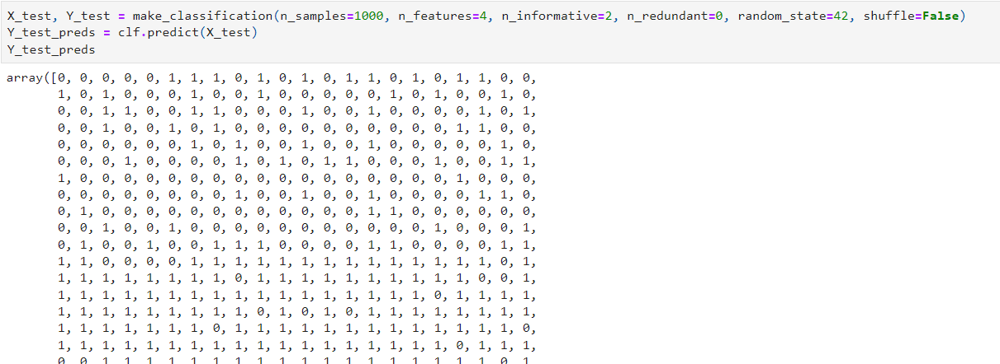 X_test, Y_test = make_classification(n_samples=1000, n_features=4, n_informative=2, n_redundant=0, random_state=42, shuffle=False)
Y_test_preds = clf.predict(X_test)
Y_test_preds
array([0, 0, 0, 0, 0, 1, 1, 1, 0, 1, 0, 1, 0, 1, 1, 0, 1, 0, 1, 1, 0, 0,
1, 0, 1, 0, 0, 0, 1, 0, 0, 1, 0, 0, 0, 0, 0, 1, 0, 1, 0, 0, 1, 0,
0, 0, 1, 1, 0, 0, 1, 1, 0, 0, 0, 1, 0, 0, 1, 0, 0, 0, 0, 1, 0, 1,
0, 0, 1, 0, 0, 1, 0, 1, 0, 0, 0, 0, 0, 0, 0, 0, 0, 0, 1, 1, 0, 0,
0, 0, 0, 0, 0, 0, 1, 0, 1, 0, 0, 1, 0, 0, 1, 0, 0, 0, 0, 0, 1, 0,
0, 0, 0, 1, 0, 0, 0, 0, 1, 0, 1, 0, 1, 1, 0, 0, 0, 1, 0, 0, 1, 1,
1, 0, 0, 0, 0, 0, 0, 0, 0, 0, 0, 0, 0, 0, 0, 0, 0, 0, 1, 0, 0, 0,
0, 0, 0, 0, 0, 0, 0, 0, 1, 0, 0, 1, 0, 0, 1, 0, 0, 0, 0, 1, 1, 0,
0, 1, 0, 0, 0, 0, 0, 0, 0, 0, 0, 0, 0, 0, 1, 1, 0, 0, 0, 0, 0, 0,
0, 0, 1, 0, 0, 1, 0, 0, 0, 0, 0, 0, 0, 0, 0, 0, 0, 1, 0, 0, 0, 1,
0, 1, 0, 0, 1, 0, 0, 1, 1, 1, 0, 0, 0, 0, 1, 1, 0, 0, 0, 0, 1, 1,
1, 1, 0, 0, 0, 0, 1, 1, 1, 1, 1, 1, 1, 1, 1, 1, 1, 1, 1, 1, 0, 1,
1, 1, 1, 1, 1, 1, 1, 1, 0, 1, 1, 1, 1, 1, 1, 1, 1, 1, 1, 0, 0, 1,
1, 1, 1, 1, 1, 1, 1, 1, 1, 1, 1, 1, 1, 1, 1, 1, 1, 0, 1, 1, 1, 1,
1, 1, 1, 1, 1, 1, 1, 1, 1, 0, 1, 0, 1, 0, 1, 1, 1, 1, 1, 1, 1, 1,
1, 1, 1, 1, 1, 1, 1, 0, 1, 1, 1, 1, 1, 1, 1, 1, 1, 1, 1, 1, 1, 0,
1, 1, 1, 1, 1, 1, 1, 1, 1, 1, 1, 1, 1, 1, 1, 1, 1, 1, 0, 1, 1, 1,
0, 0, 1, 1, 1, 1, 1, 1, 1, 1, 1, 1, 1, 1, 1, 1, 1, 1, 1, 1, 0, 1,